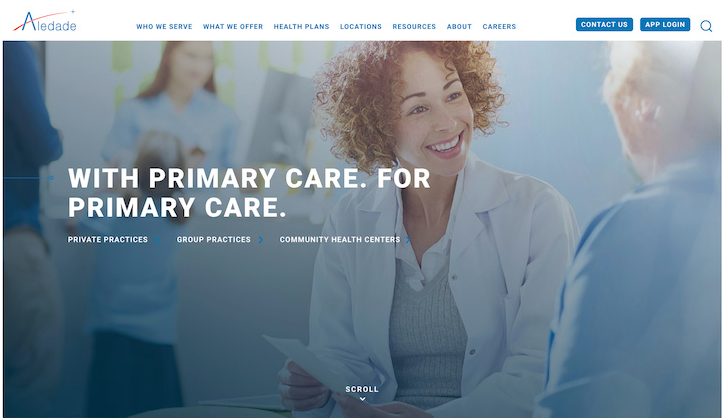 Aledade
WHO WE SERVE WHAT WE OFFER HEALTH PLANS LOCATIONS RESOURCES ABOUT CAREERS
CONTACT US APP LOGIN
WITH PRIMARY CARE. FOR
PRIMARY CARE.
PRIVATE PRACTICES GROUP PRACTICES COMMUNITY HEALTH CENTERS
SCROLL